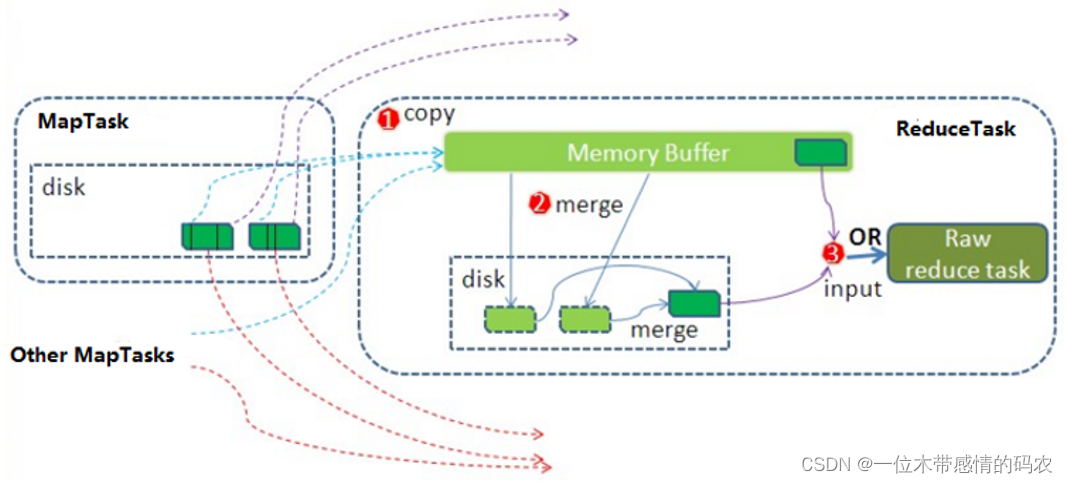 MapTask
1 copy
ReduceTask
Memory Buffer
disk
2 merge
OR
3
Raw
reduce task
disk
input
merge
Other MapTasks
CSDN @一位木带感情的码农